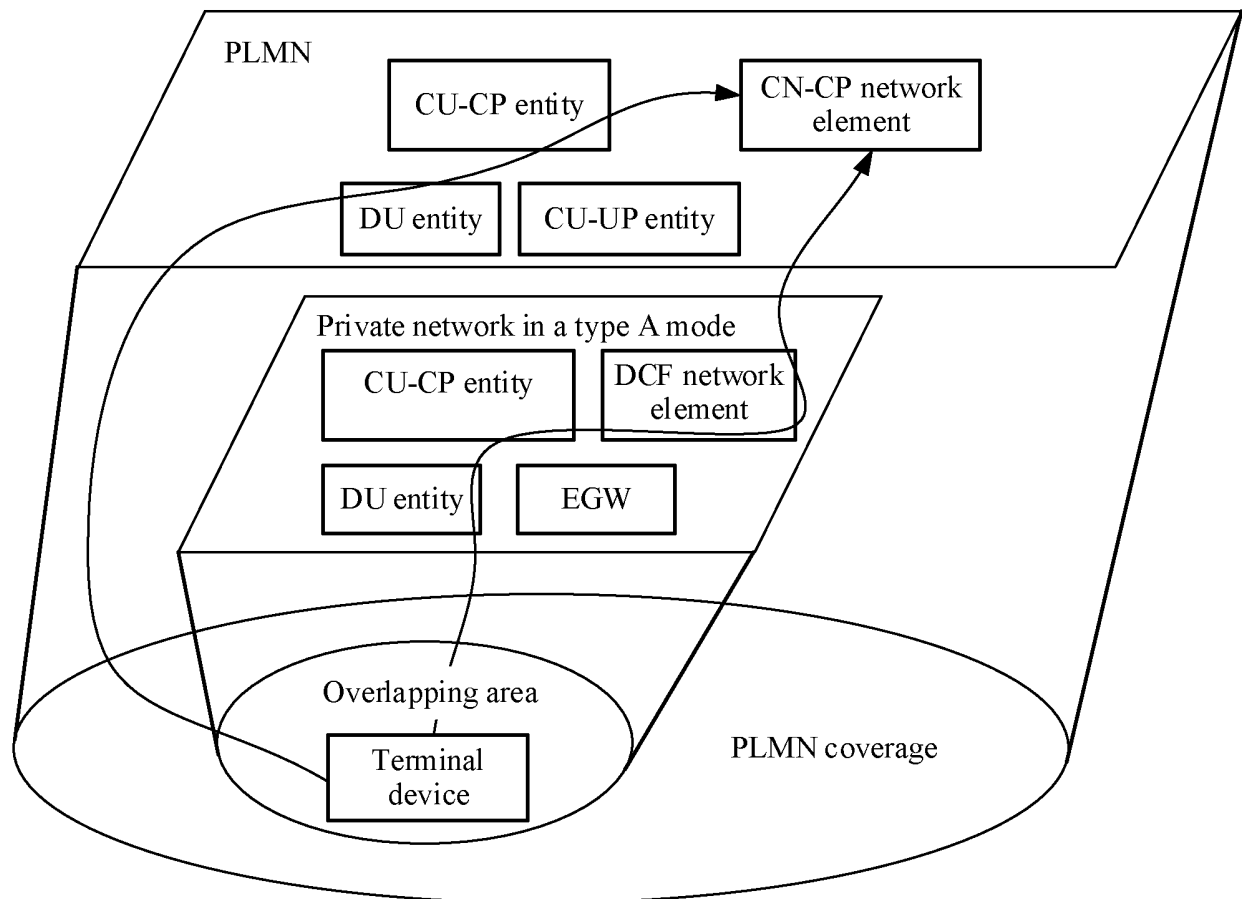 PLMN
CU-CP entity
CN-CP network
element
DU entity
CU-UP entity
Private network in a type A mode
CU-CP entity
DCF network
element
DU entity
EGW
Overlapping area
Terminal
device
PLMN coverage